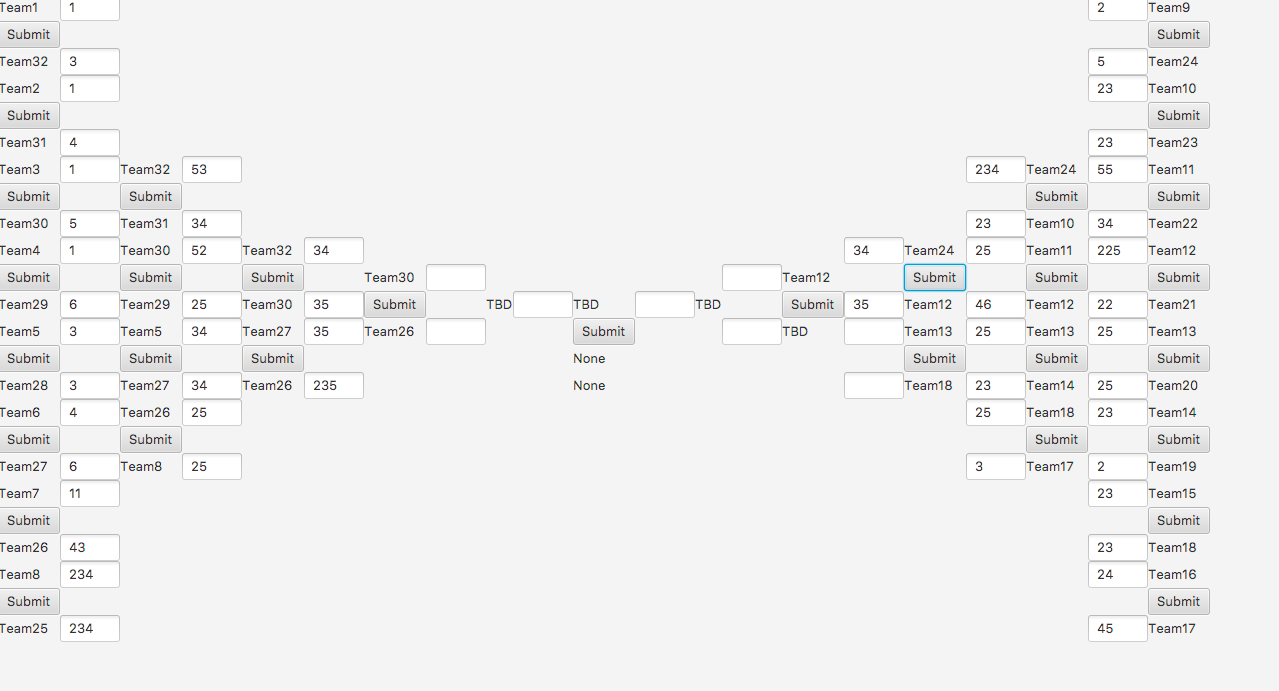 Team1 1 2 Team9
Submit Submit
Team32 3 5 Team24
Team2 1 23 Team10
Submit Submit
Team31 4 23 Team23
Team3 1 Team32 53 234 Team24 55 Team11
Submit Submit Submit Submit
Team30 5 Team31 34 23 Team10 34 Team22
Team4 1 Team30 52 Team32 34 34 Team24 25 Team11 225 Team12
Submit Submit Submit Team30 Team12 Submit Submit Submit
Team29 6 Team29 25 Team30 35 Submit TBD TBD TBD Submit 35 Team12 46 Team12 22 Team21
Team5 3 Team5 34 Team27 35 Team26 Submit TBD Team13 25 Team13 25 Team13
Submit Submit Submit None Submit Submit Submit
Team28 3 Team27 34 Team26 235 None Team18 23 Team14 25 Team20
Team6 4 Team26 25 25 Team18 23 Team14
Submit Submit Submit Submit
Team27 6 Team8 25 3 Team17 2 Team19
Team7 11 23 Team15
Submit Submit
Team26 43 23 Team18
Team8 234 24 Team16
Submit Submit
Team25 234 45 Team17